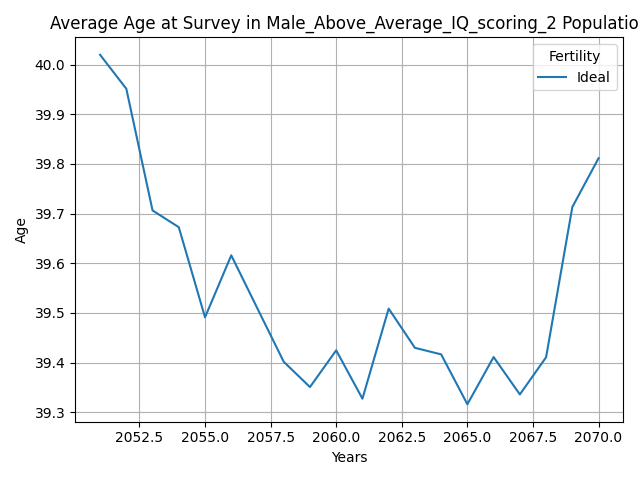 Average Age at Survey in Male_Above_Average_IQ_scoring_2 Populatio
Fertility
Ideal
40.0
39.9
39.8
39.7
39.6
39.5
39.4
39.3
Age
2052.5 2055.0 2057.5 2060.0 2062.5 2065.0 2067.5 2070.0
Years